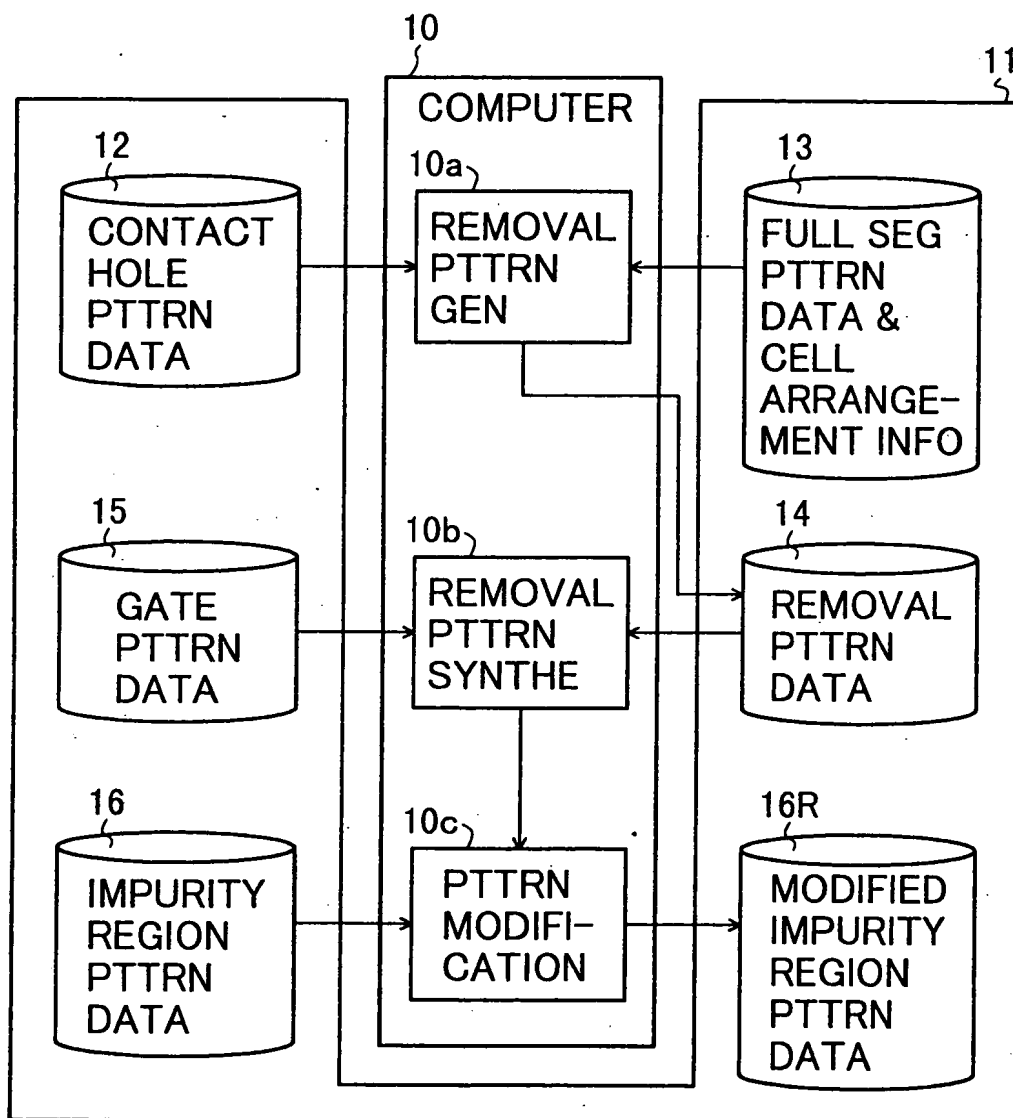 10
11
COMPUTER
12
CONTACT
HOLE
PTTRN
DATA
10a
REMOVAL
PTTRN
GEN
13
FULL SEG
PTTRN
DATA &
CELL
ARRANGE-
MENT INFO
15
GATE
PTTRN
DATA
10b
REMOVAL
PTTRN
SYNTHE
14
REMOVAL
PTTRN
DATA
16
IMPURITY
REGION
PTTRN
DATA
10c
PTTRN
MODIFI-
CATION
16R
MODIFIED
IMPURITY
REGION
PTTRN
DATA